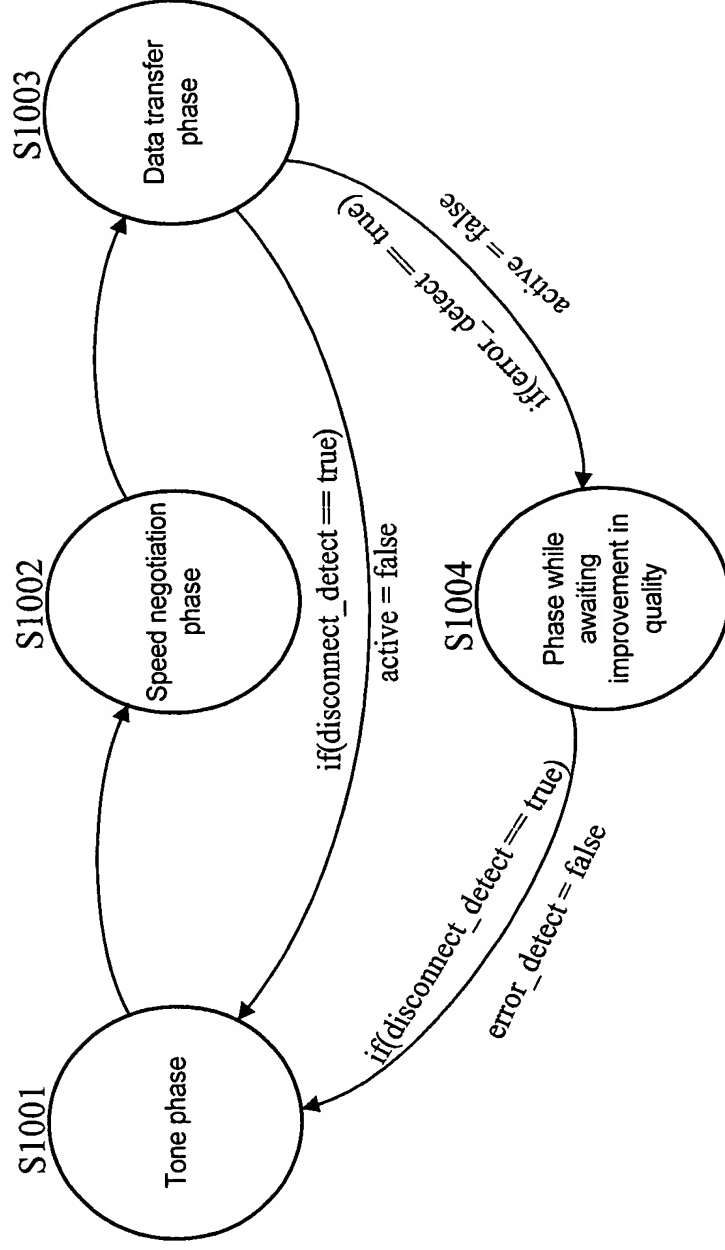 S1001
Tone phase
S1002
Speed negotiation
phase
S1003
Data transfer
phase
if(disconnect_detect == true)
active = false
if(error_detect == true)
active = false
S1004
Phase while
awaiting
improvement in
quality
if(disconnect_detect == true)
error_detect = false